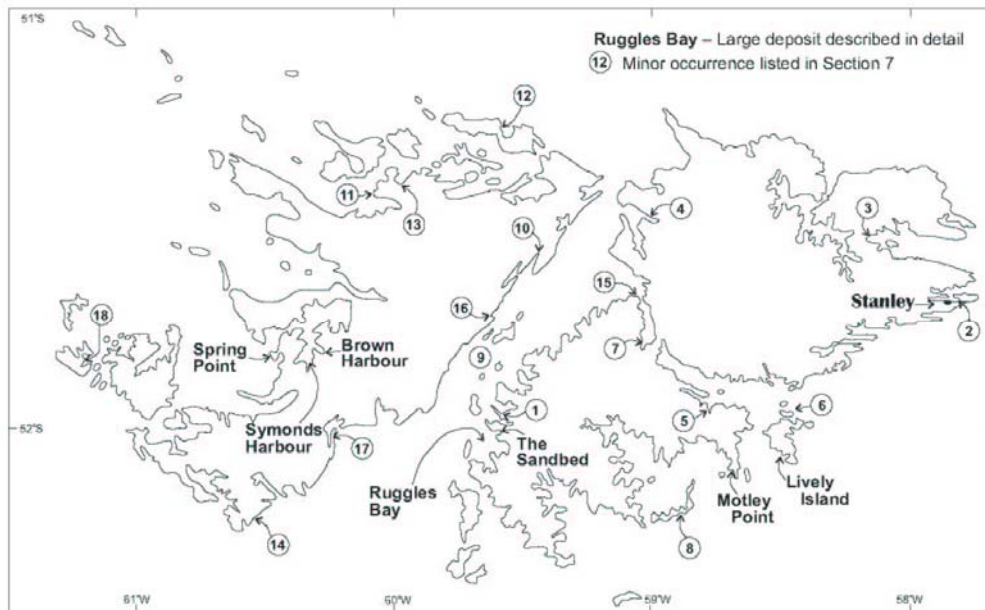 51°S
Ruggles Bay – Large deposit described in detail
12 Minor occurrence listed in Section 7
12
11
13
4
3
10
15
Stanley
2
18
16
Spring
Point
Brown
Harbour
9
7
1
5
6
52°S
Symonds
Harbour
17
The
Sandbed
Ruggles
Bay
Motley
Point
Lively
Island
14
8
61°W
60°W
59°W
58°W